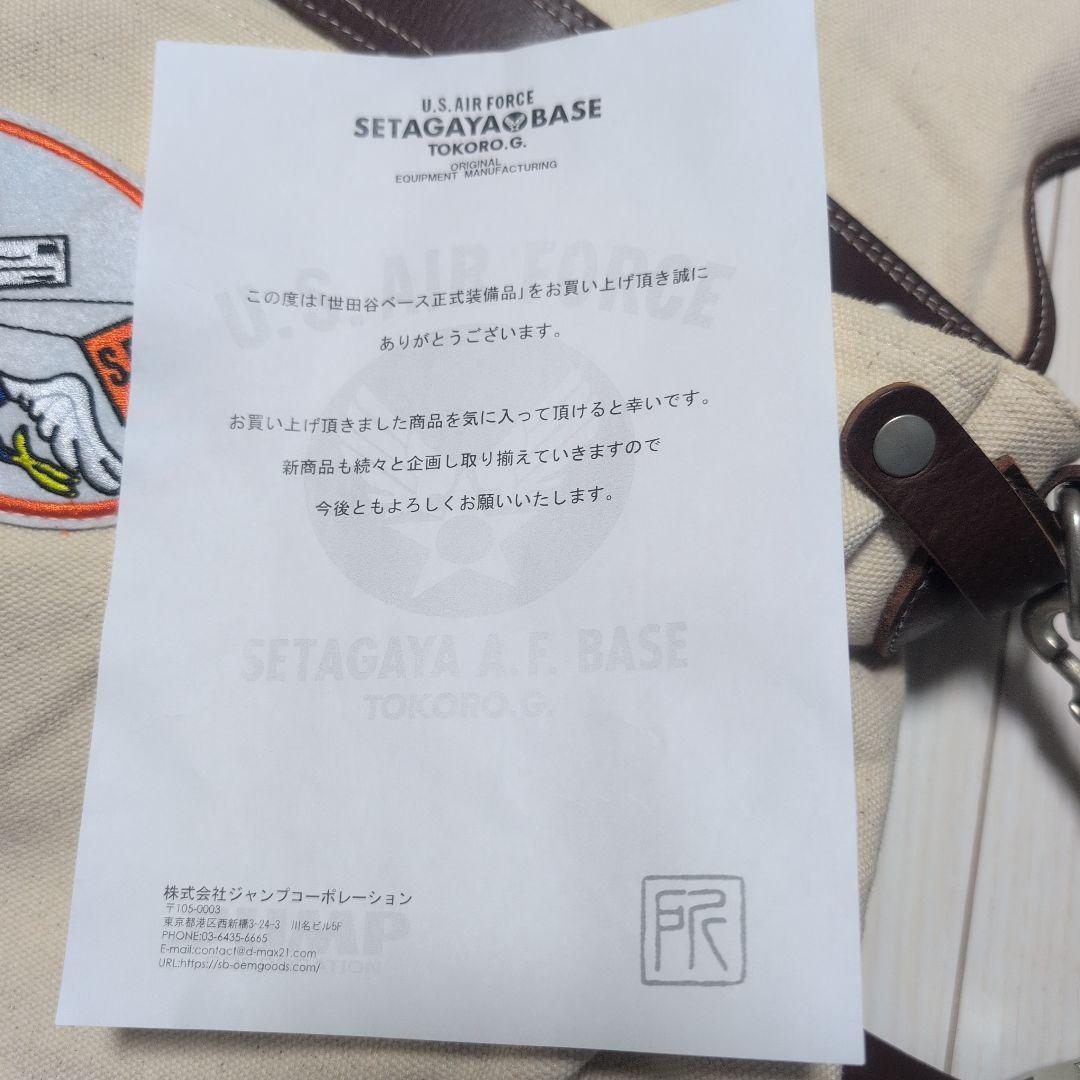 U.S. AIR FORCE
SETAGAYA BASE
TOKORO.G.
ORIGINAL
EQUIPMENT MANUFACTURING
U.S. AIR FORCE
この度は「世田谷ベース正式装備品」をお買い上げ頂き誠に
ありがとうございます。
お買い上げ頂きました商品を気に入って頂けると幸いです。
新商品も続々と企画し取り揃えていきますので
今後ともよろしくお願いいたします。
SETAGAYA A.F. BASE
TOKORO.G.
株式会社ジャンプコーポレーション
〒105-0003
東京都港区西新橋3-24-3 川名ビル5F
PHONE:03-6435-6665
E-mail:contact@d-max21.com
URL:https://sb-oemgoods.com/
所